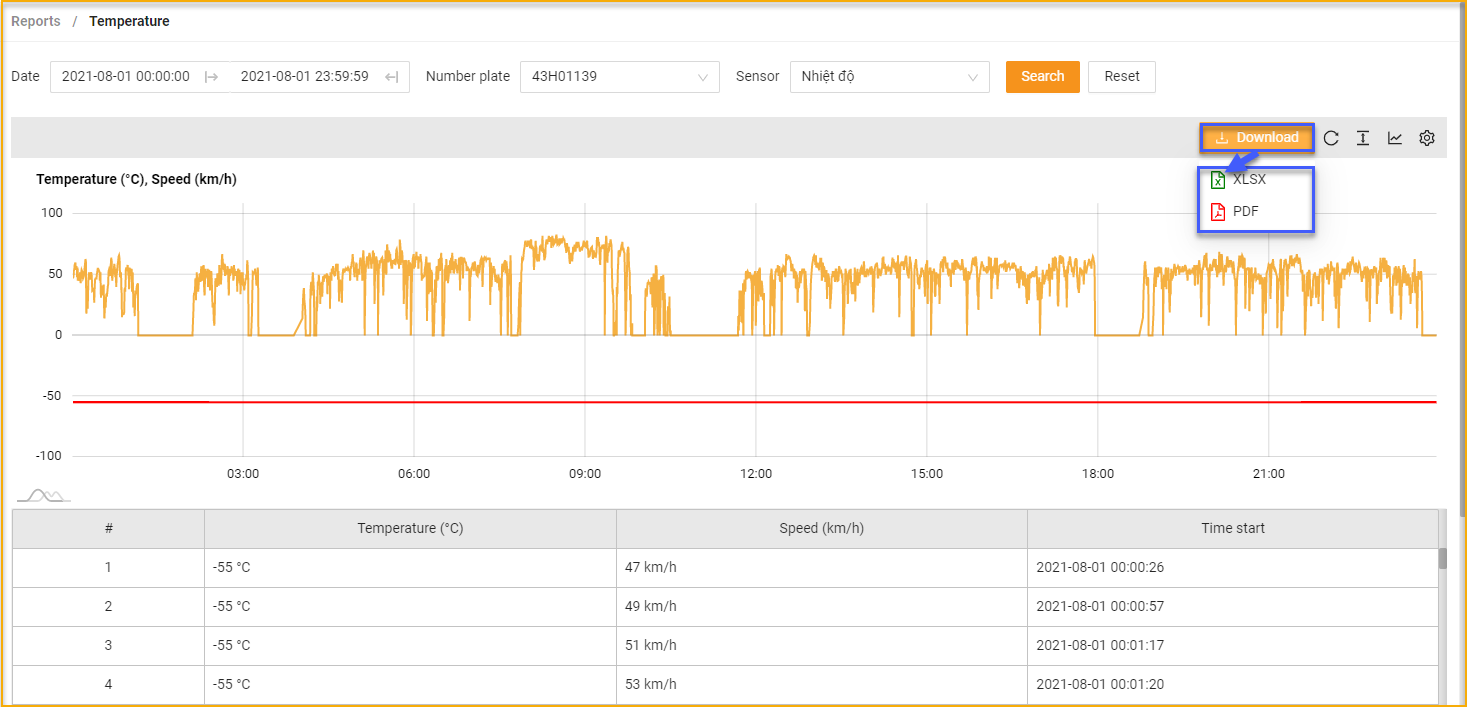 Reports / Temperature
Date 2021-08-01 00:00:00 2021-08-01 23:59:59 Number plate 43H01139 Sensor Nhiệt độ Search Reset
Download
XLSX
PDF
Temperature (°C), Speed (km/h)
100
50
0
-50
-100
03:00 06:00 09:00 12:00 15:00 18:00 21:00
# Temperature (°C) Speed (km/h) Time start
1 -55 °C 47 km/h 2021-08-01 00:00:26
2 -55 °C 49 km/h 2021-08-01 00:00:57
3 -55 °C 51 km/h 2021-08-01 00:01:17
4 -55 °C 53 km/h 2021-08-01 00:01:20